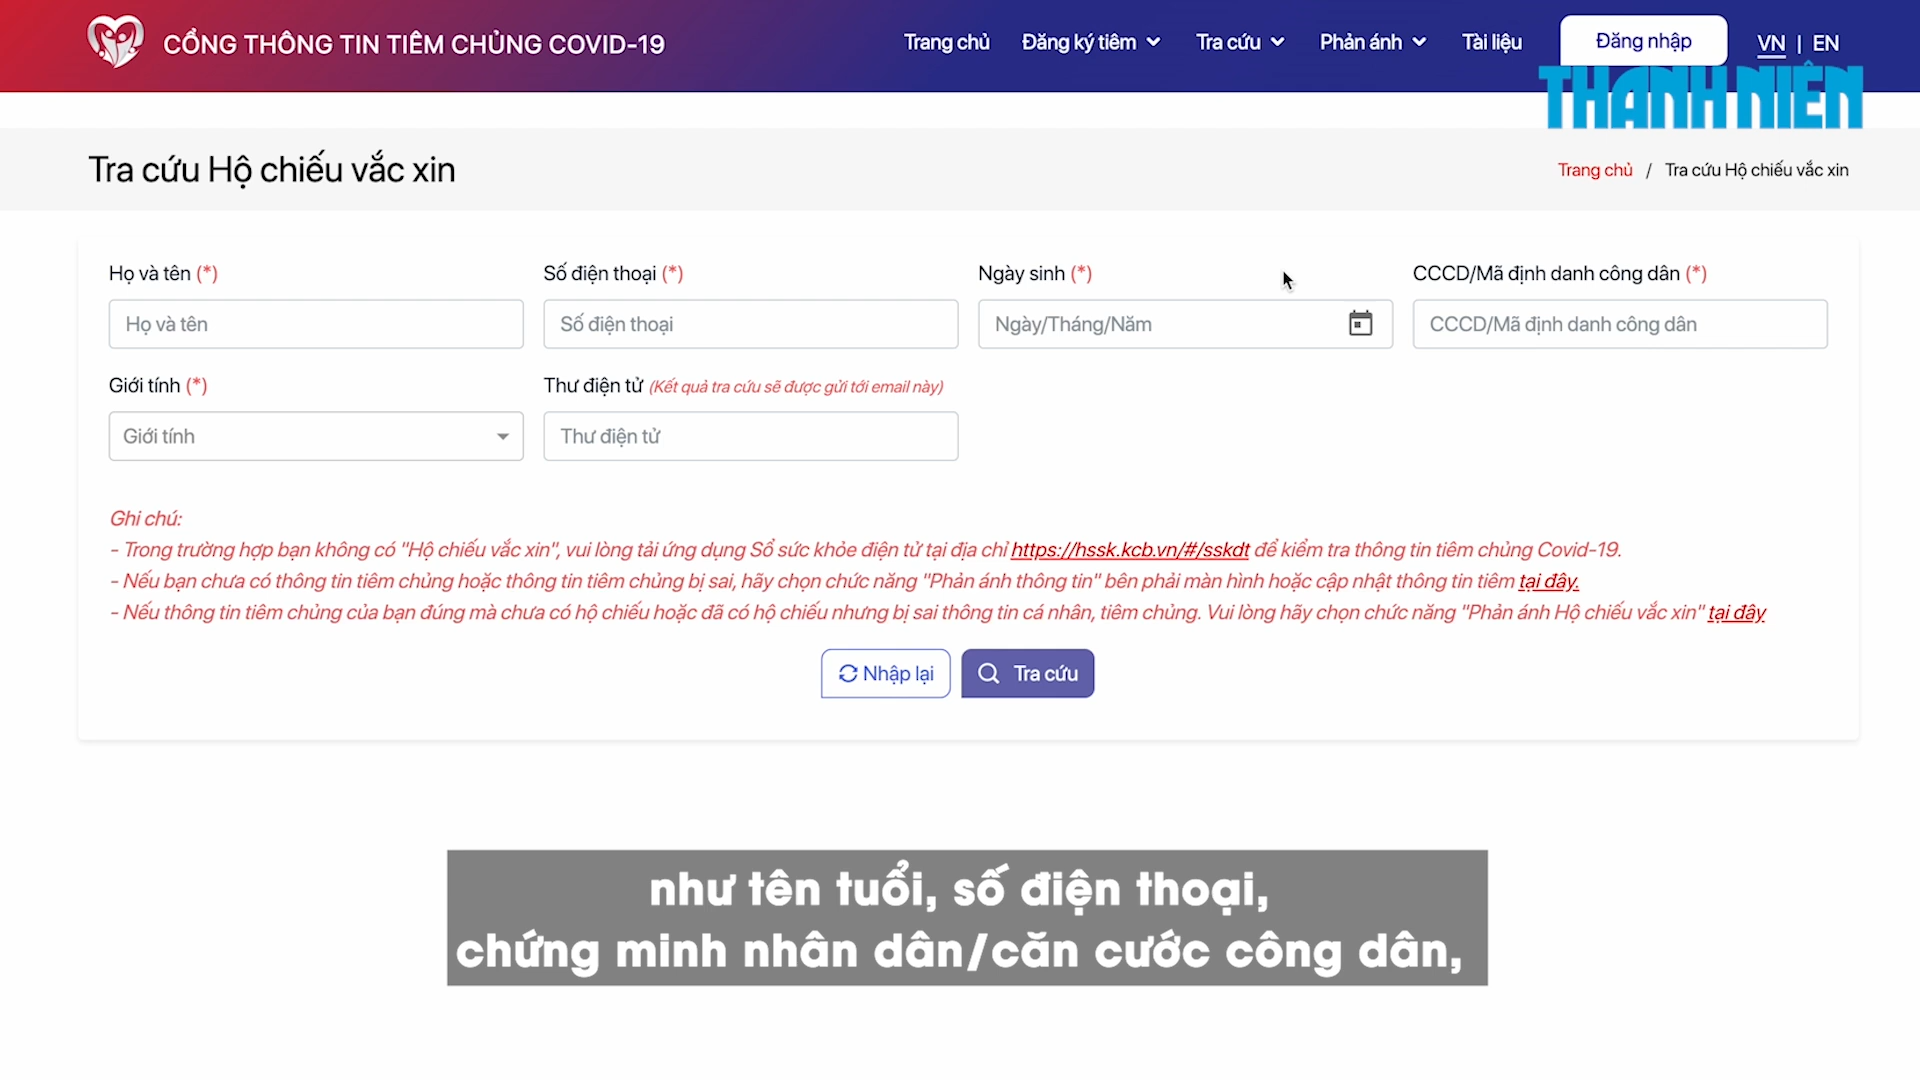 CỔNG THÔNG TIN TIÊM CHỦNG COVID-19
Trang chủ
Đăng ký tiêm
Tra cứu
Phản ánh
Tài liệu
Đăng nhập
VN | EN
THANH NIÊN
Tra cứu Hộ chiếu vắc xin
Trang chủ / Tra cứu Hộ chiếu vắc xin
Họ và tên (*)
Số điện thoại (*)
Ngày sinh (*)
CCCD/Mã định danh công dân (*)
Họ và tên
Số điện thoại
Ngày/Tháng/Năm
CCCD/Mã định danh công dân
Giới tính (*)
Thư điện tử (Kết quả tra cứu sẽ được gửi tới email này)
Giới tính
Thư điện tử
Ghi chú:
- Trong trường hợp bạn không có "Hộ chiếu vắc xin", vui lòng tải ứng dụng Sổ sức khỏe điện tử tại địa chỉ https://hssk.kcb.vn/#/sskdt để kiểm tra thông tin tiêm chủng Covid-19.
- Nếu bạn chưa có thông tin tiêm chủng hoặc thông tin tiêm chủng bị sai, hãy chọn chức năng "Phản ánh thông tin" bên phải màn hình hoặc cập nhật thông tin tiêm tại đây.
- Nếu thông tin tiêm chủng của bạn đúng mà chưa có hộ chiếu hoặc đã có hộ chiếu nhưng bị sai thông tin cá nhân, tiêm chủng. Vui lòng hãy chọn chức năng "Phản ánh Hộ chiếu vắc xin" tại đây
Nhập lại
Tra cứu
như tên tuổi, số điện thoại,
chứng minh nhân dân/căn cước công dân,